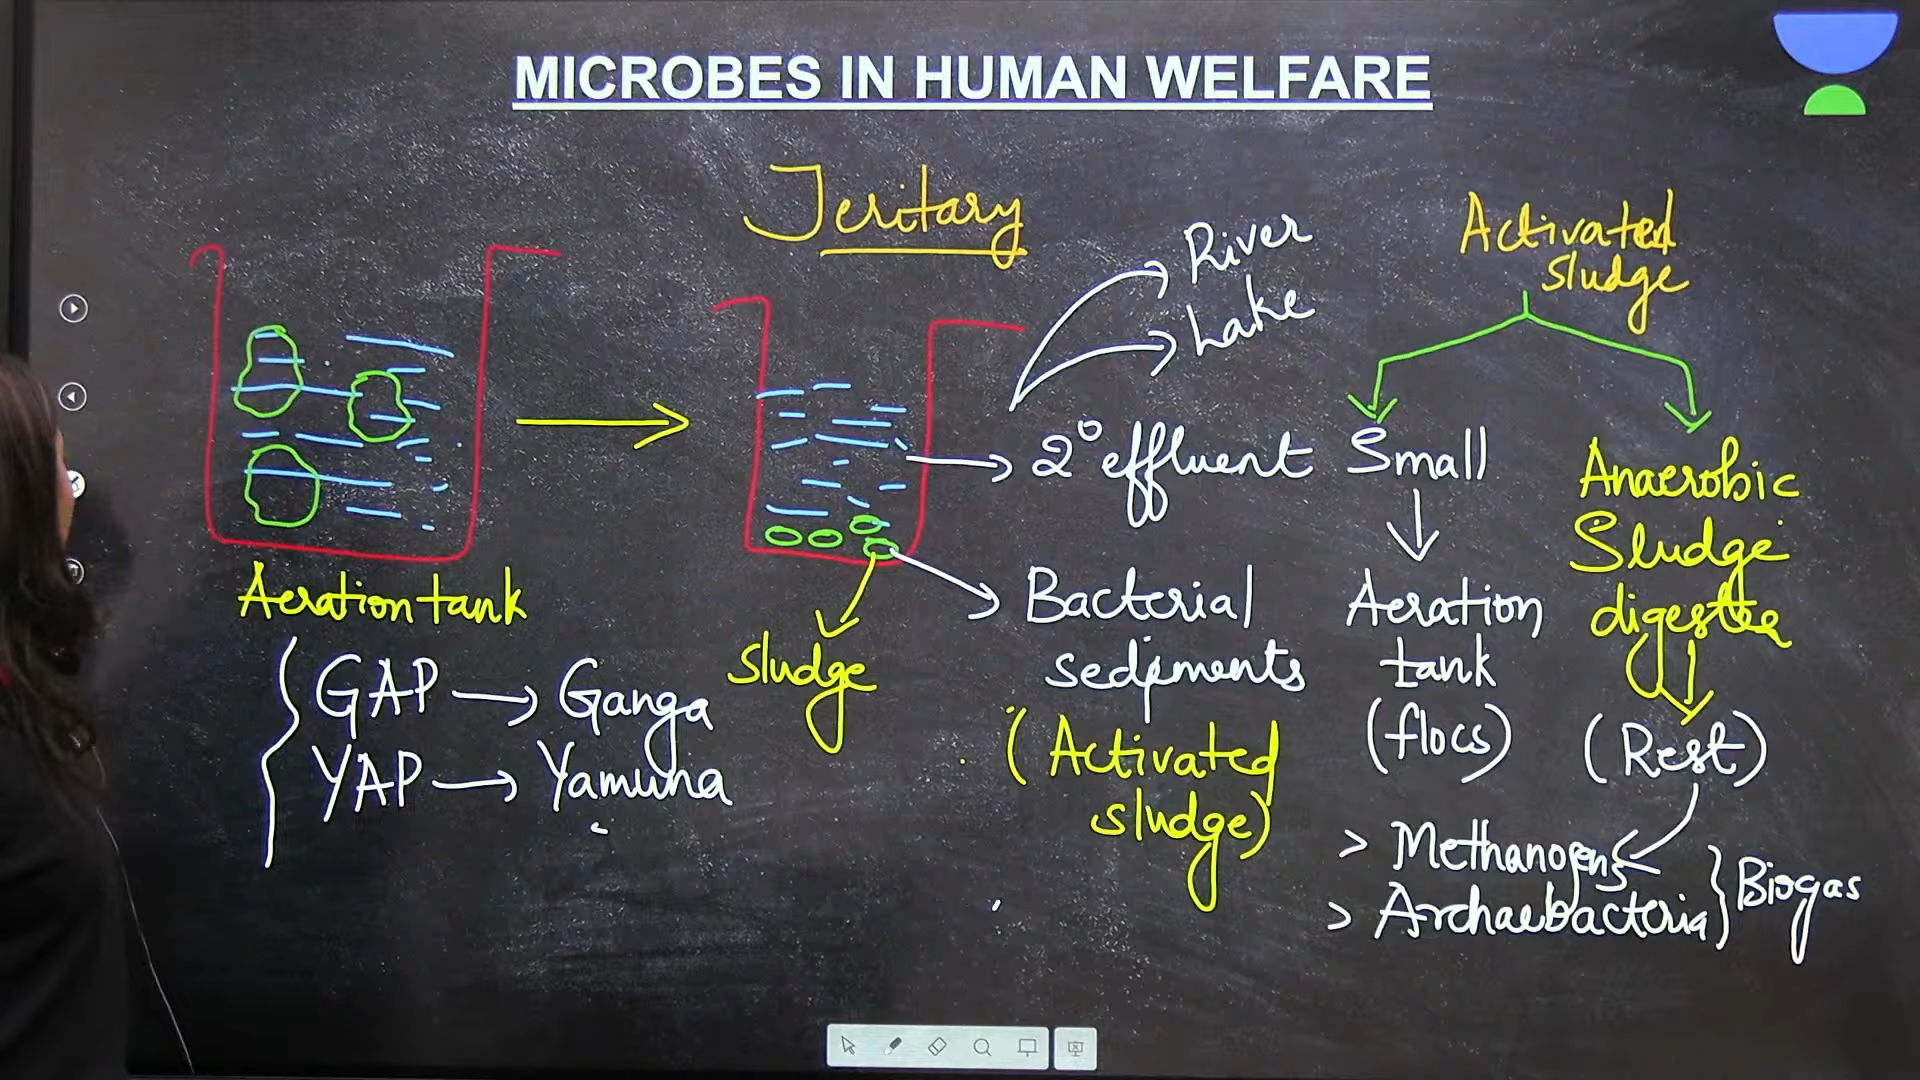 MICROBES IN HUMAN WELFARE
Jeritary
River
Lake
Activated
sludge
2° effluent
Small
Anaerobic
Sludge
digester
Aeration tank
sludge
Bacterial
sediments
(Activated
sludge)
Aeration
tank
(flocs)
(Rest)
GAP → Ganga
YAP → Yamuna
> Methanogens
> Archaebacteria } Biogas